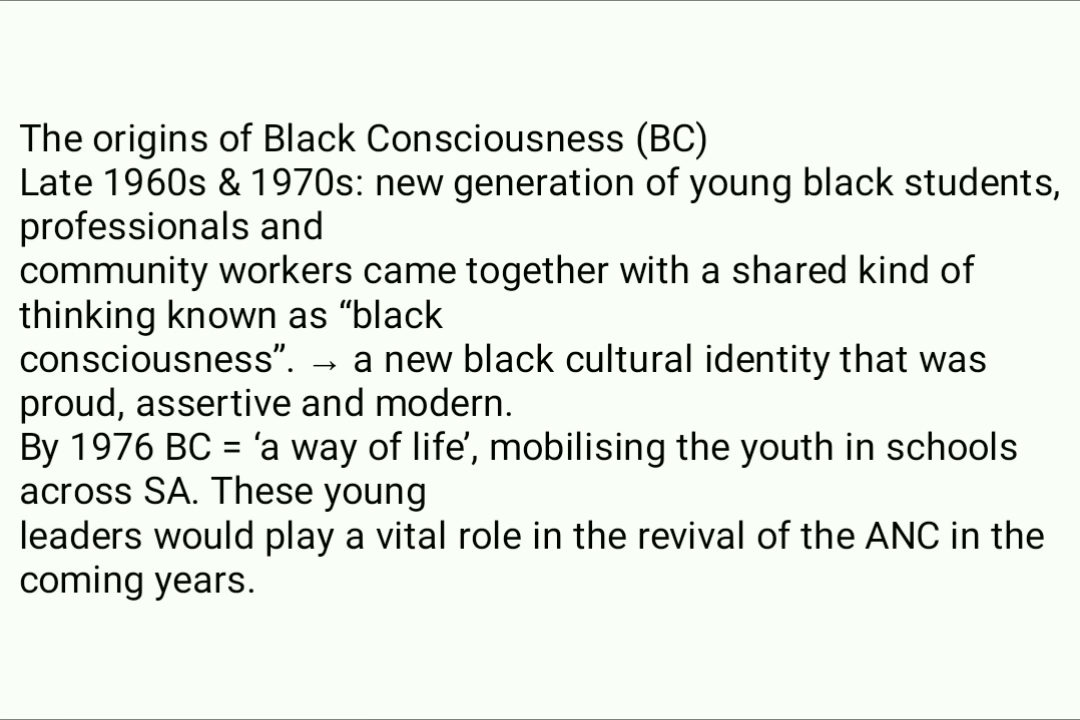 The origins of Black Consciousness (BC)
Late 1960s & 1970s: new generation of young black students,
professionals and
community workers came together with a shared kind of
thinking known as “black
consciousness”. → a new black cultural identity that was
proud, assertive and modern.
By 1976 BC = ‘a way of life’, mobilising the youth in schools
across SA. These young
leaders would play a vital role in the revival of the ANC in the
coming years.